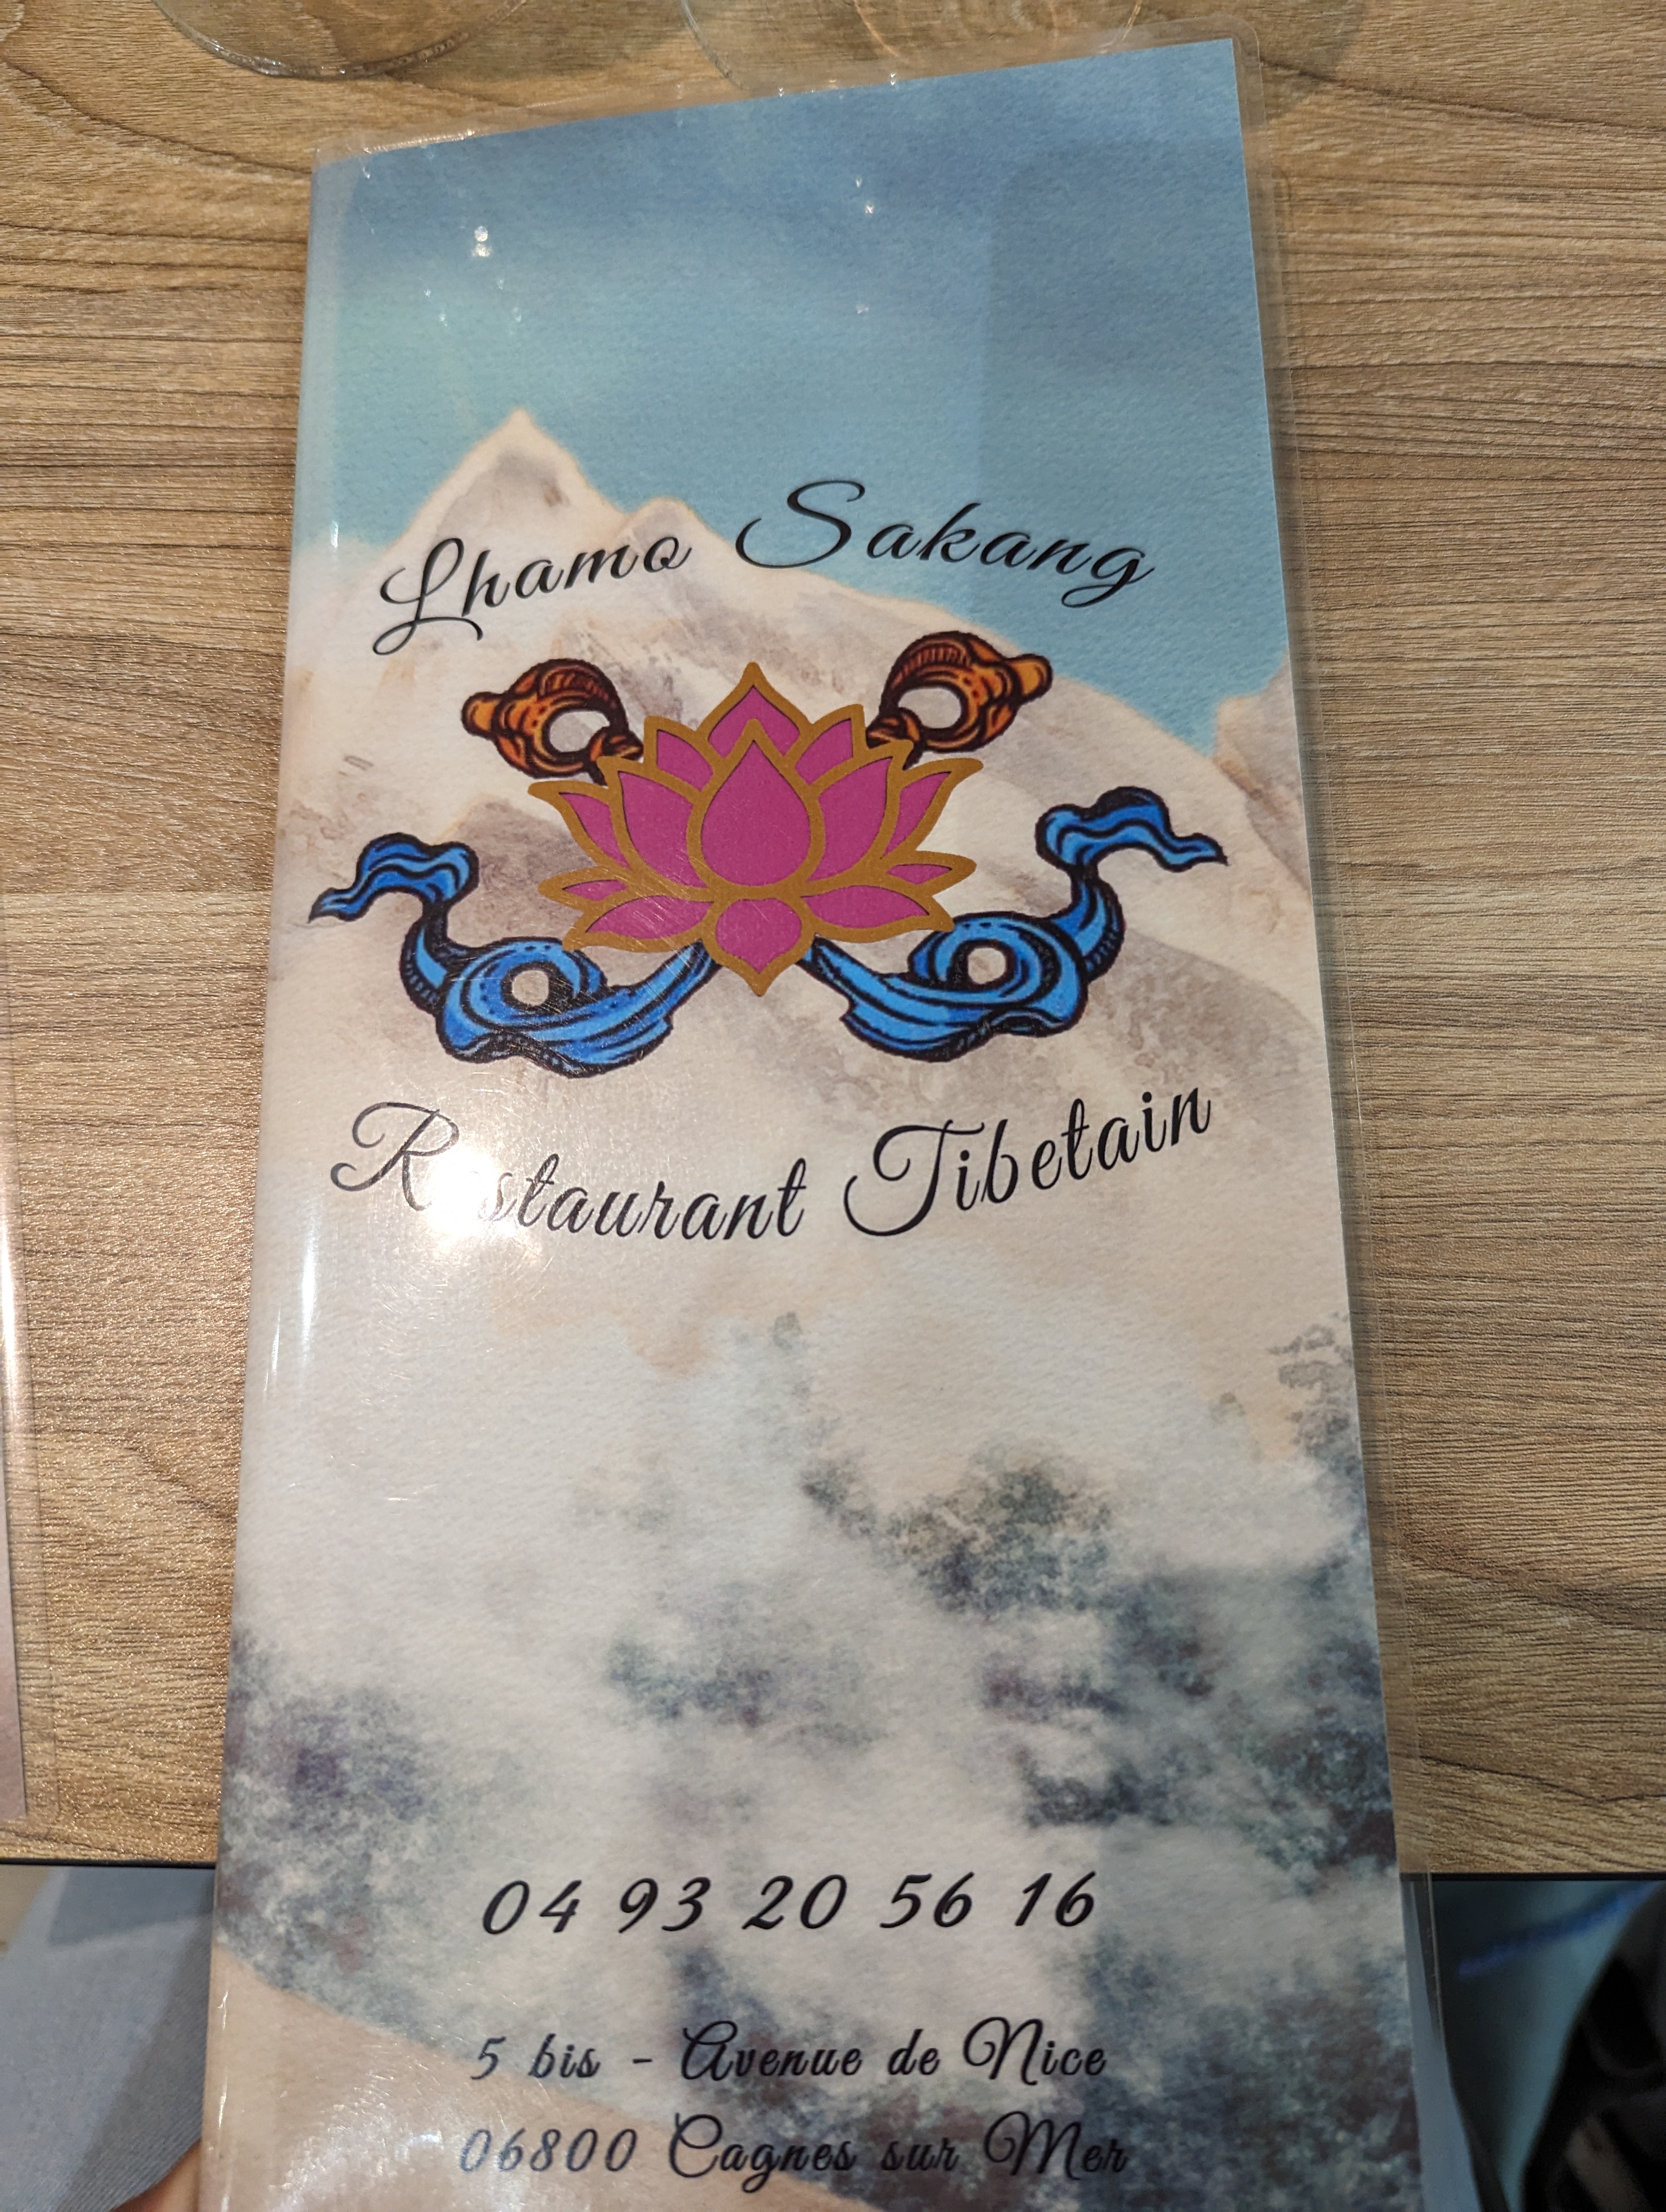 Lhamo Sakang
Restaurant Tibetain
04 93 20 56 16
5 bis - Avenue de Nice
06800 Cagnes sur Mer